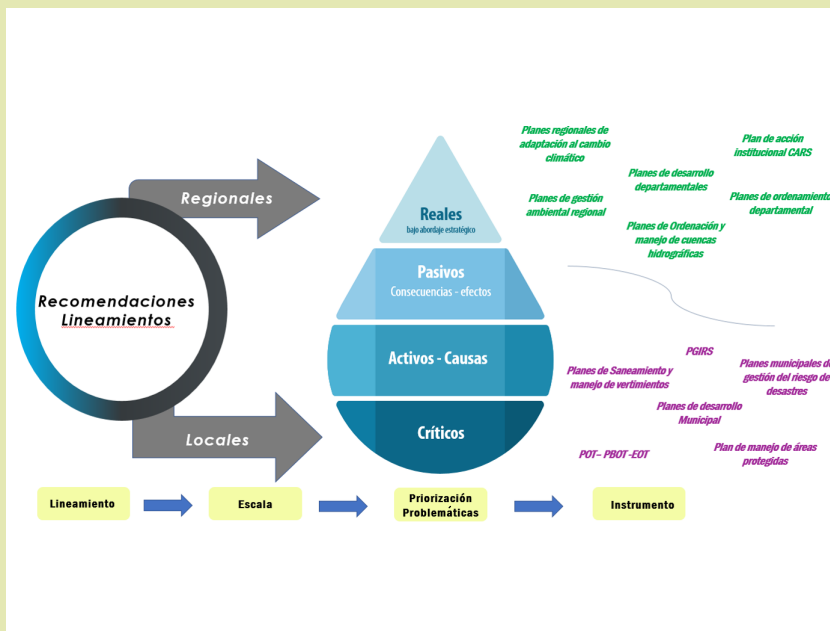 Recomendaciones
Lineamientos
Regionales
Locales
Reales
bajo abordaje estratégico
Pasivos
Consecuencias - efectos
Activos - Causas
Críticos
Planes regionales de
adaptación al cambio
climático
Plan de acción
institucional CARS
Planes de desarrollo
departamentales
Planes de gestión
ambiental regional
Planes de ordenamiento
departamental
Planes de Ordenación y
manejo de cuencas
hidrográficas
PGIRS
Planes de Saneamiento y
manejo de vertimientos
Planes municipales de
gestión del riesgo de
desastres
Planes de desarrollo
Municipal
POT- PBOT -EOT
Plan de manejo de áreas
protegidas
Lineamiento
Escala
Priorización
Problemáticas
Instrumento